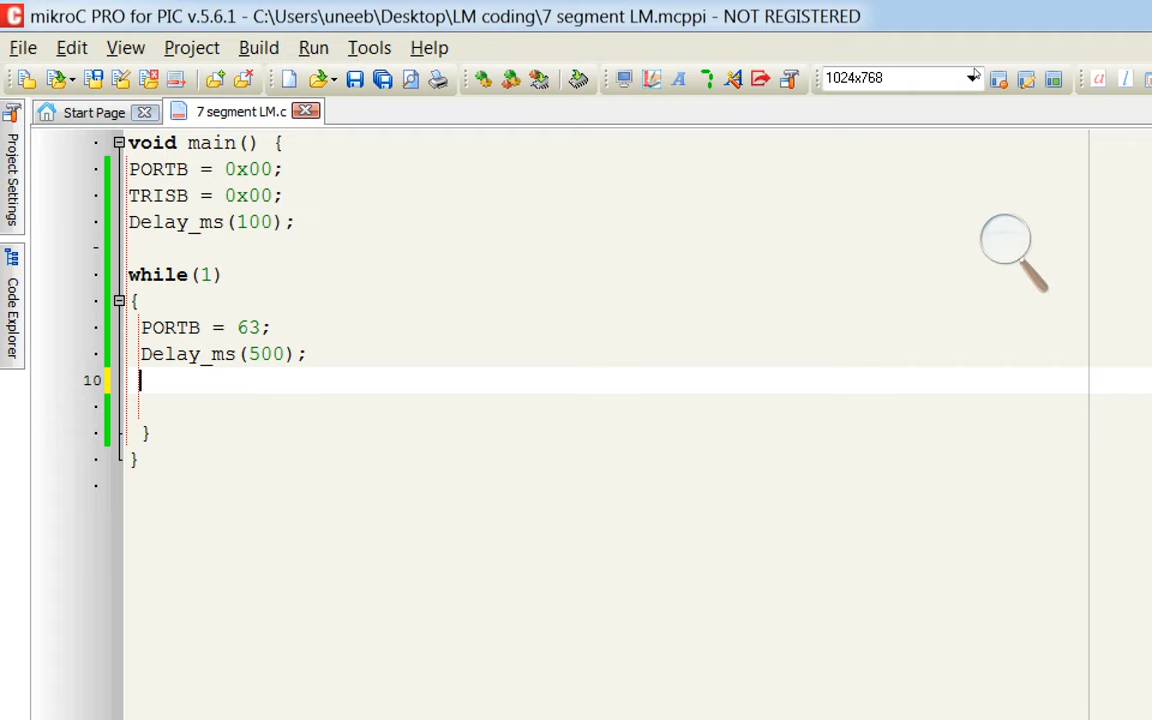 mikroC PRO for PIC v.5.6.1 - C:\Users\uneeb\Desktop\LM coding\7 segment LM.mcppi - NOT REGISTERED
File Edit View Project Build Run Tools Help
1024x768
Start Page 7 segment LM.c
Project Settings
Code Explorer
void main() {
PORTB = 0x00;
TRISB = 0x00;
Delay_ms(100);
while(1)
{
PORTB = 63;
Delay_ms(500);
10
}
}